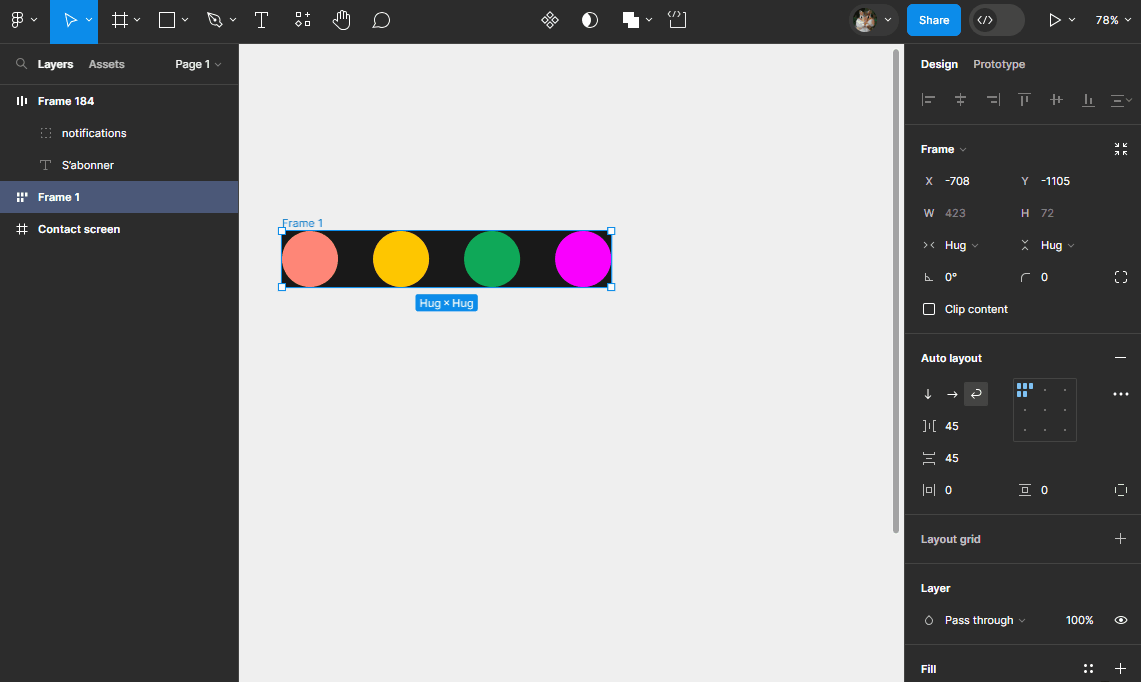 Share
78%
Layers
Assets
Page 1
Design
Prototype
Frame 184
notifications
S'abonner
Frame 1
Contact screen
Frame 1
Hug × Hug
Frame
X -708
Y -1105
W 423
H 72
Hug
Hug
0°
0
Clip content
Auto layout
45
45
0
0
Layout grid
Layer
Pass through
100%
Fill